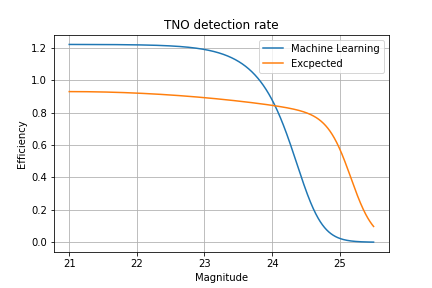 TNO detection rate
Machine Learning
Excpected
Efficiency
1.2
1.0
0.8
0.6
0.4
0.2
0.0
21 22 23 24 25
Magnitude